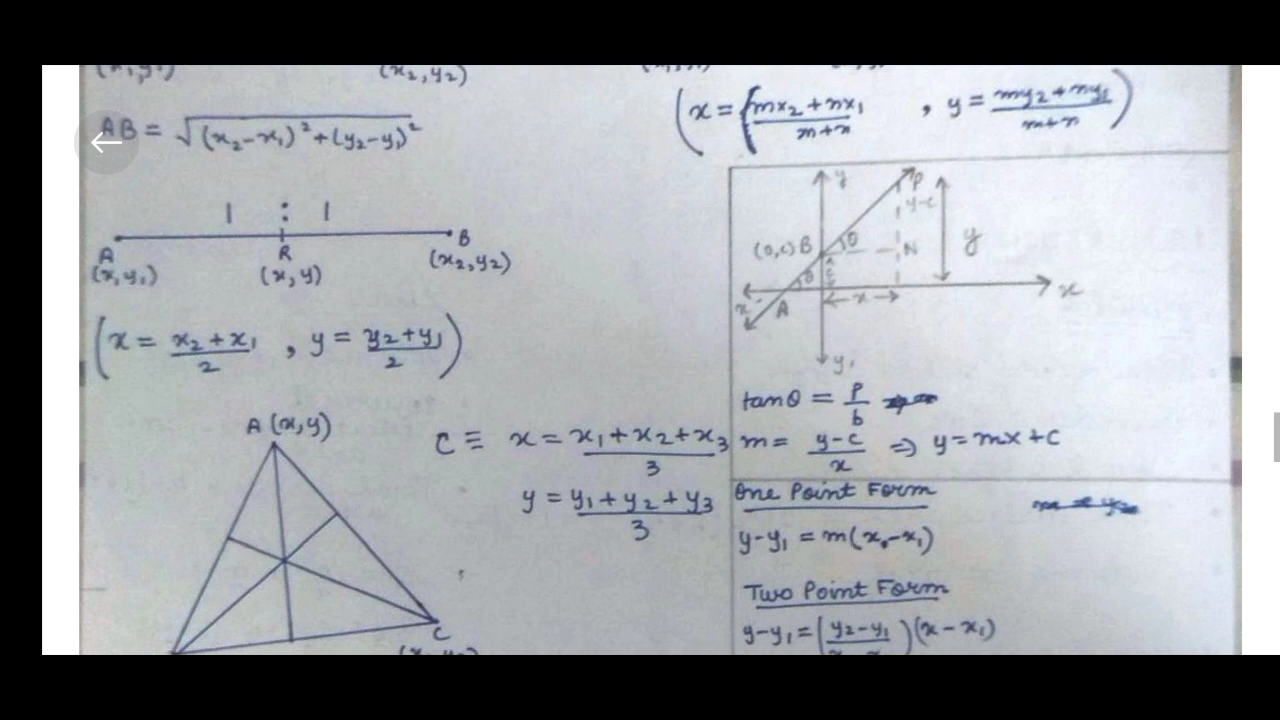 (x₂, y₂)
AB = √(x₂-x₁)²+(y₂-y₁)²
1 : 1
A R B
(x, y₁) (x, y) (x₂, y₂)
(x = x₂+x₁/2 , y = y₂+y₁/2)
A (x, y)
C
C ≡ x = x₁+x₂+x₃/3
y = y₁+y₂+y₃/3
(x = (mx₂+nx₁/m+n , y = my₂+ny₁/m+n)
y P
y-c
(0,c) B θ N y
θ c
x A x x
y₁
tanθ = P/b
m = y-c/x ⇒ y = mx+c
One Point Form
y-y₁ = m(x-x₁)
Two Point Form
y-y₁ = (y₂-y₁/ )(x-x₁)